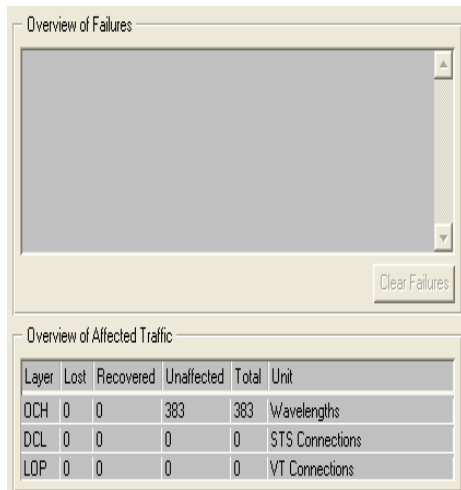 Overview of Failures
Clear Failures
Overview of Affected Traffic
Layer Lost Recovered Unaffected Total Unit
OCH 0 0 383 383 Wavelengths
DCL 0 0 0 0 STS Connections
LOP 0 0 0 0 VT Connections